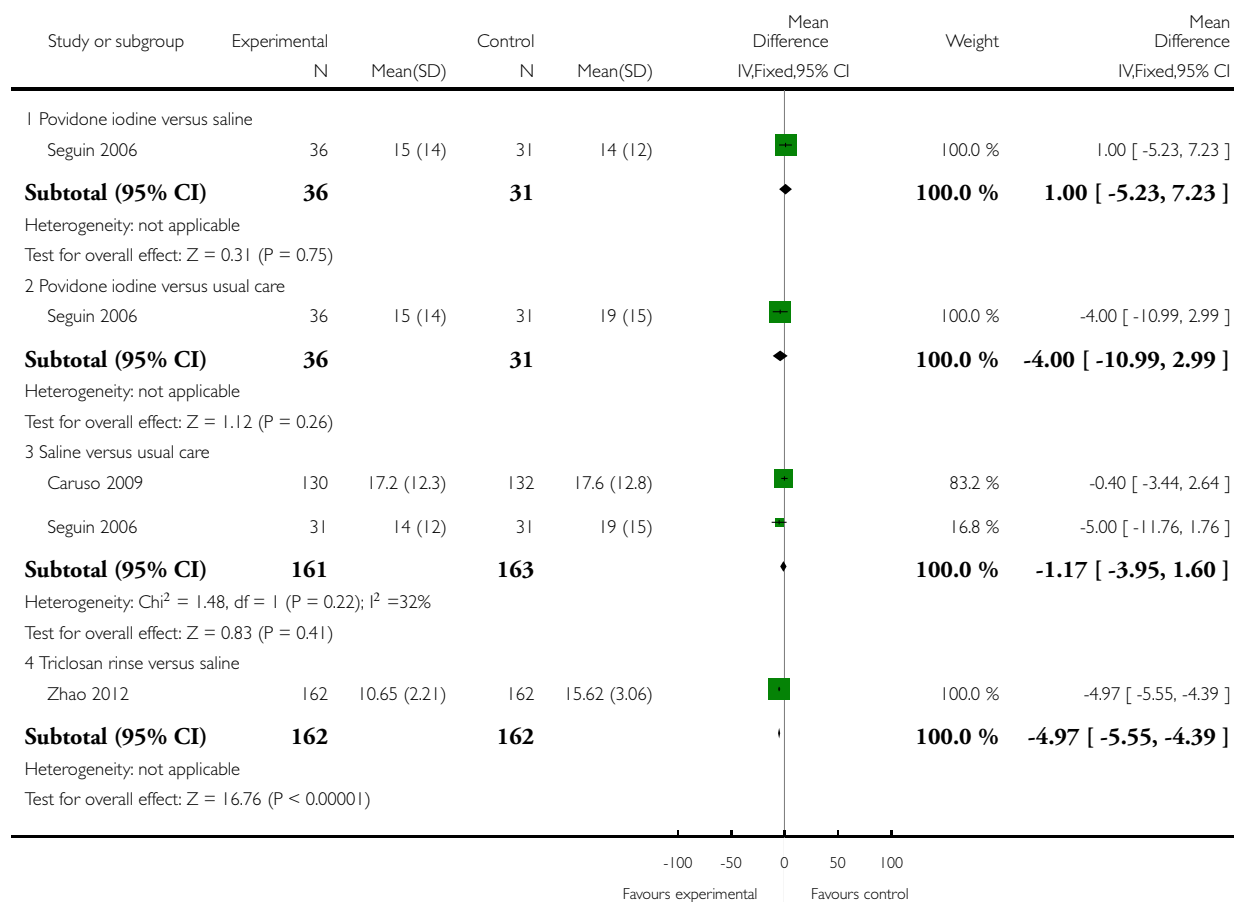 Study or subgroup Experimental Control Mean Difference Weight Mean Difference
N Mean(SD) N Mean(SD) IV,Fixed,95% CI IV,Fixed,95% CI
1 Povidone iodine versus saline
Seguin 2006 36 15 (14) 31 14 (12) 100.0 % 1.00 [ -5.23, 7.23 ]
Subtotal (95% CI) 36 31 100.0 % 1.00 [ -5.23, 7.23 ]
Heterogeneity: not applicable
Test for overall effect: Z = 0.31 (P = 0.75)
2 Povidone iodine versus usual care
Seguin 2006 36 15 (14) 31 19 (15) 100.0 % -4.00 [ -10.99, 2.99 ]
Subtotal (95% CI) 36 31 100.0 % -4.00 [ -10.99, 2.99 ]
Heterogeneity: not applicable
Test for overall effect: Z = 1.12 (P = 0.26)
3 Saline versus usual care
Caruso 2009 130 17.2 (12.3) 132 17.6 (12.8) 83.2 % -0.40 [ -3.44, 2.64 ]
Seguin 2006 31 14 (12) 31 19 (15) 16.8 % -5.00 [ -11.76, 1.76 ]
Subtotal (95% CI) 161 163 100.0 % -1.17 [ -3.95, 1.60 ]
Heterogeneity: Chi² = 1.48, df = 1 (P = 0.22); I² =32%
Test for overall effect: Z = 0.83 (P = 0.41)
4 Triclosan rinse versus saline
Zhao 2012 162 10.65 (2.21) 162 15.62 (3.06) 100.0 % -4.97 [ -5.55, -4.39 ]
Subtotal (95% CI) 162 162 100.0 % -4.97 [ -5.55, -4.39 ]
Heterogeneity: not applicable
Test for overall effect: Z = 16.76 (P < 0.00001)
-100 -50 0 50 100
Favours experimental Favours control